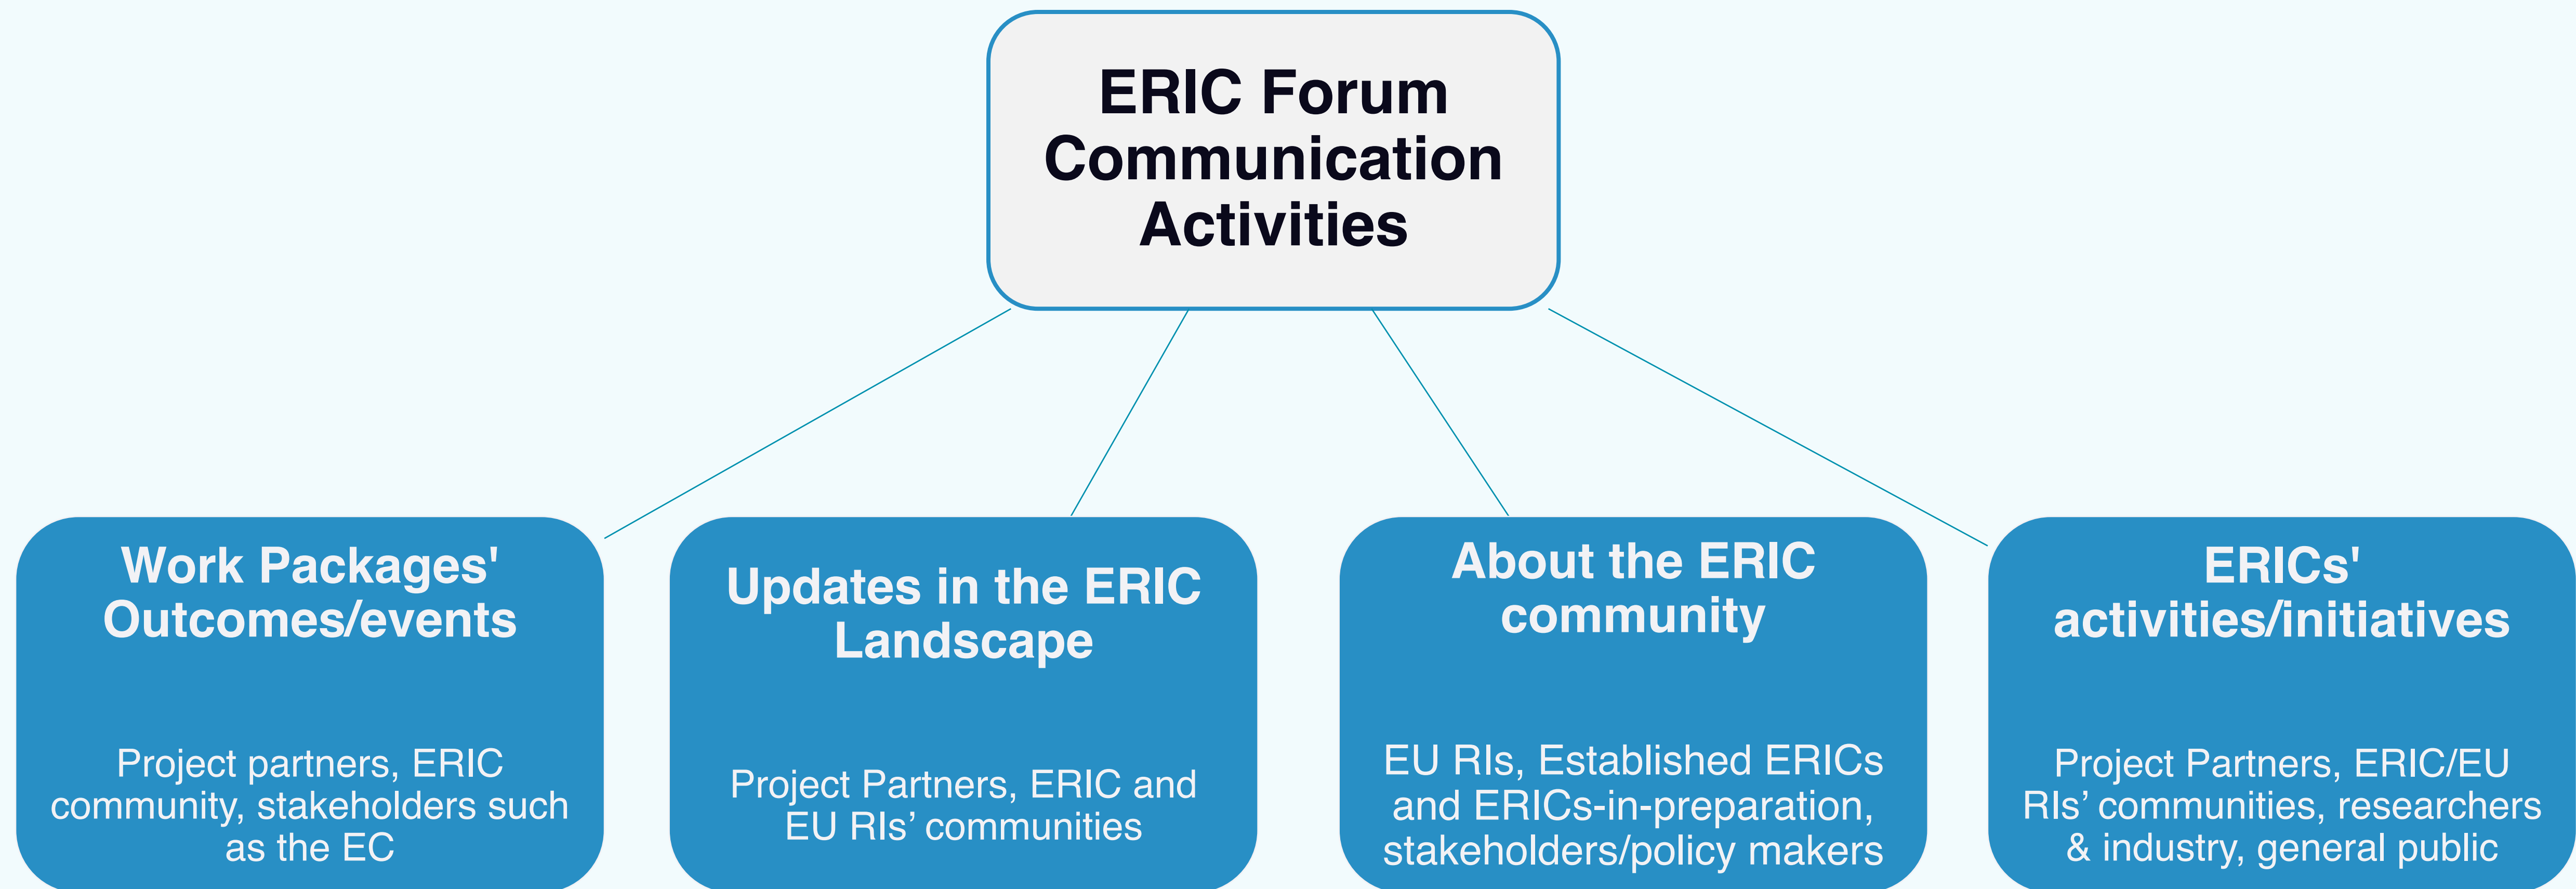 ERIC Forum
Communication
Activities
Work Packages'
Outcomes/events
Project partners, ERIC
community, stakeholders such
as the EC
Updates in the ERIC
Landscape
Project Partners, ERIC and
EU RIs’ communities
About the ERIC
community
EU RIs, Established ERICs
and ERICs-in-preparation,
stakeholders/policy makers
ERICs'
activities/initiatives
Project Partners, ERIC/EU
RIs’ communities, researchers
& industry, general public